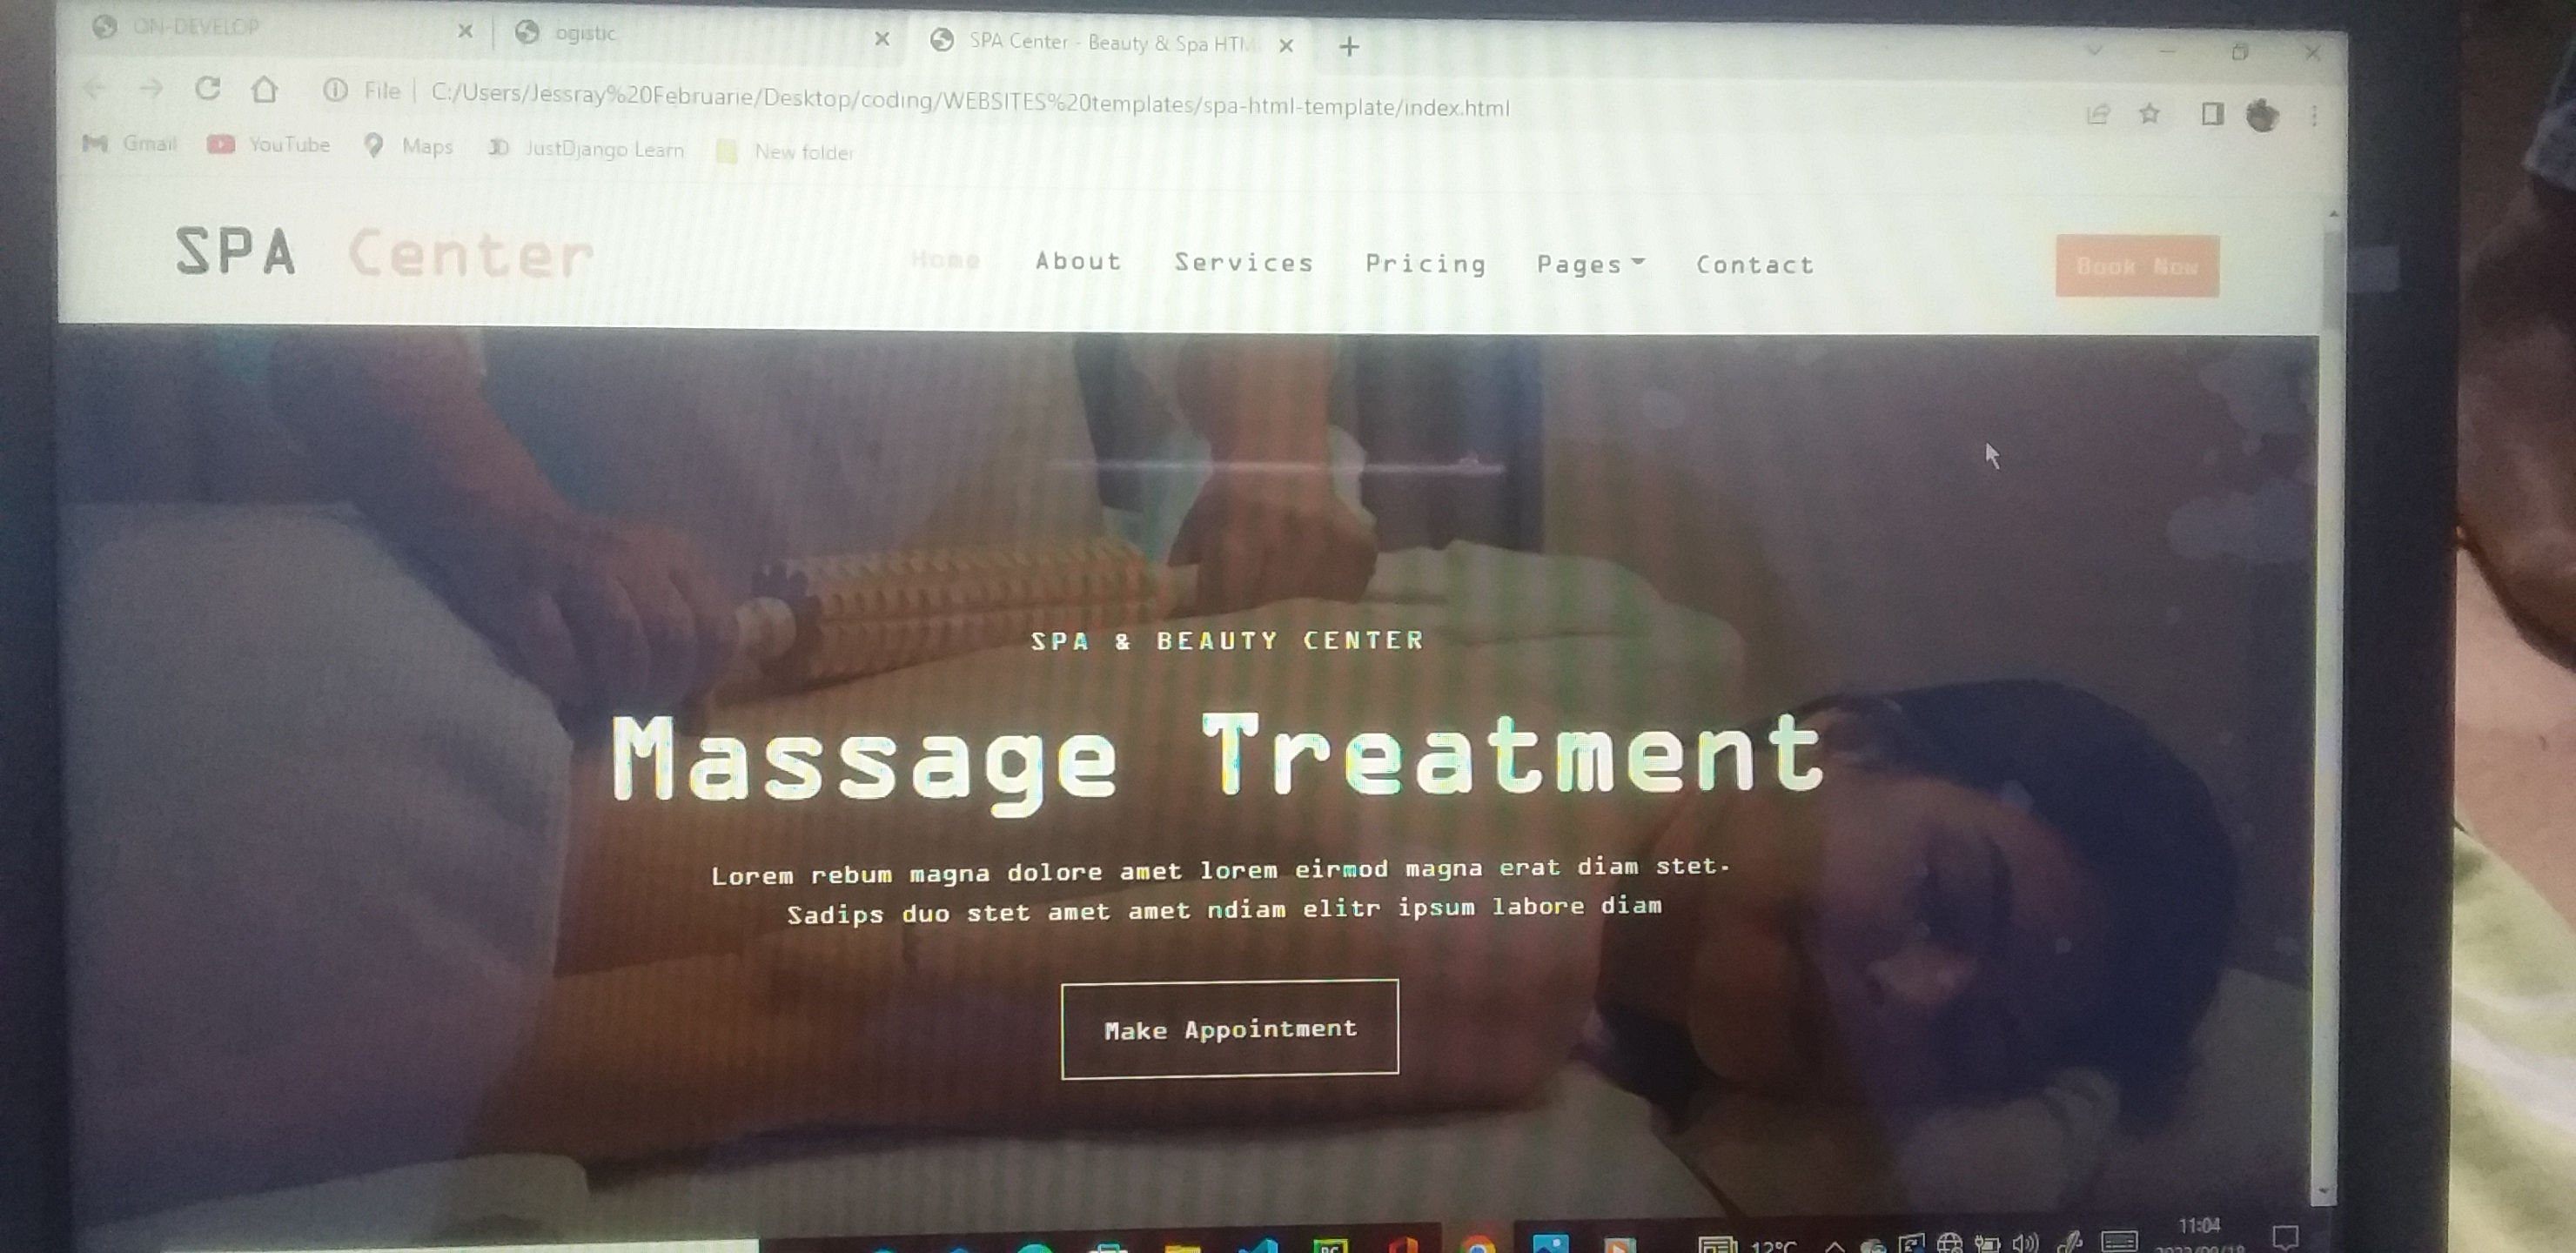 ON-DEVELOP
ogistic
SPA Center - Beauty & Spa HTM
File | C:/Users/Jessray%20Februarie/Desktop/coding/WEBSITES%20templates/spa-html-template/index.html
Gmail YouTube Maps JustDjango Learn New folder
SPA Center Home About Services Pricing Pages Contact Book Now
SPA & BEAUTY CENTER
Massage Treatment
Lorem rebum magna dolore amet lorem eirmod magna erat diam stet.
Sadips duo stet amet amet ndiam elitr ipsum labore diam
Make Appointment
12°C
11:04